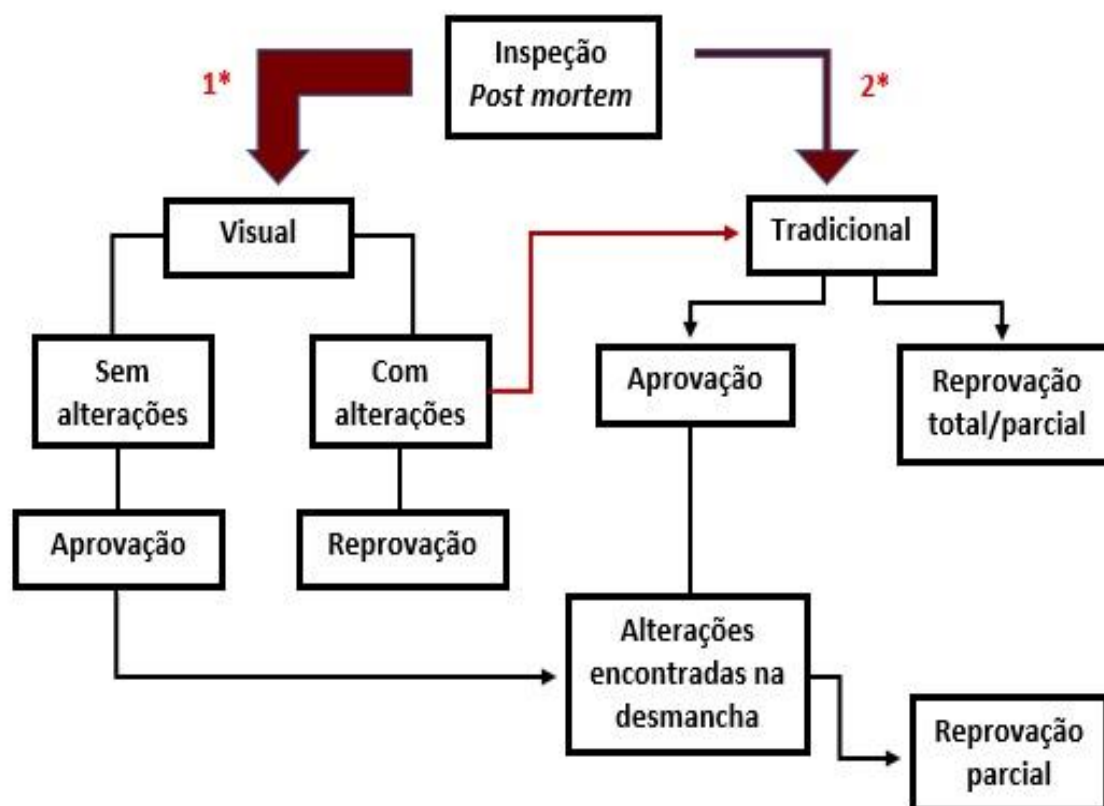 Inspeção
Post mortem
1*
2*
Visual
Tradicional
Sem
alterações
Com
alterações
Aprovação
Reprovação
total/parcial
Aprovação
Reprovação
Alterações
encontradas na
desmancha
Reprovação
parcial